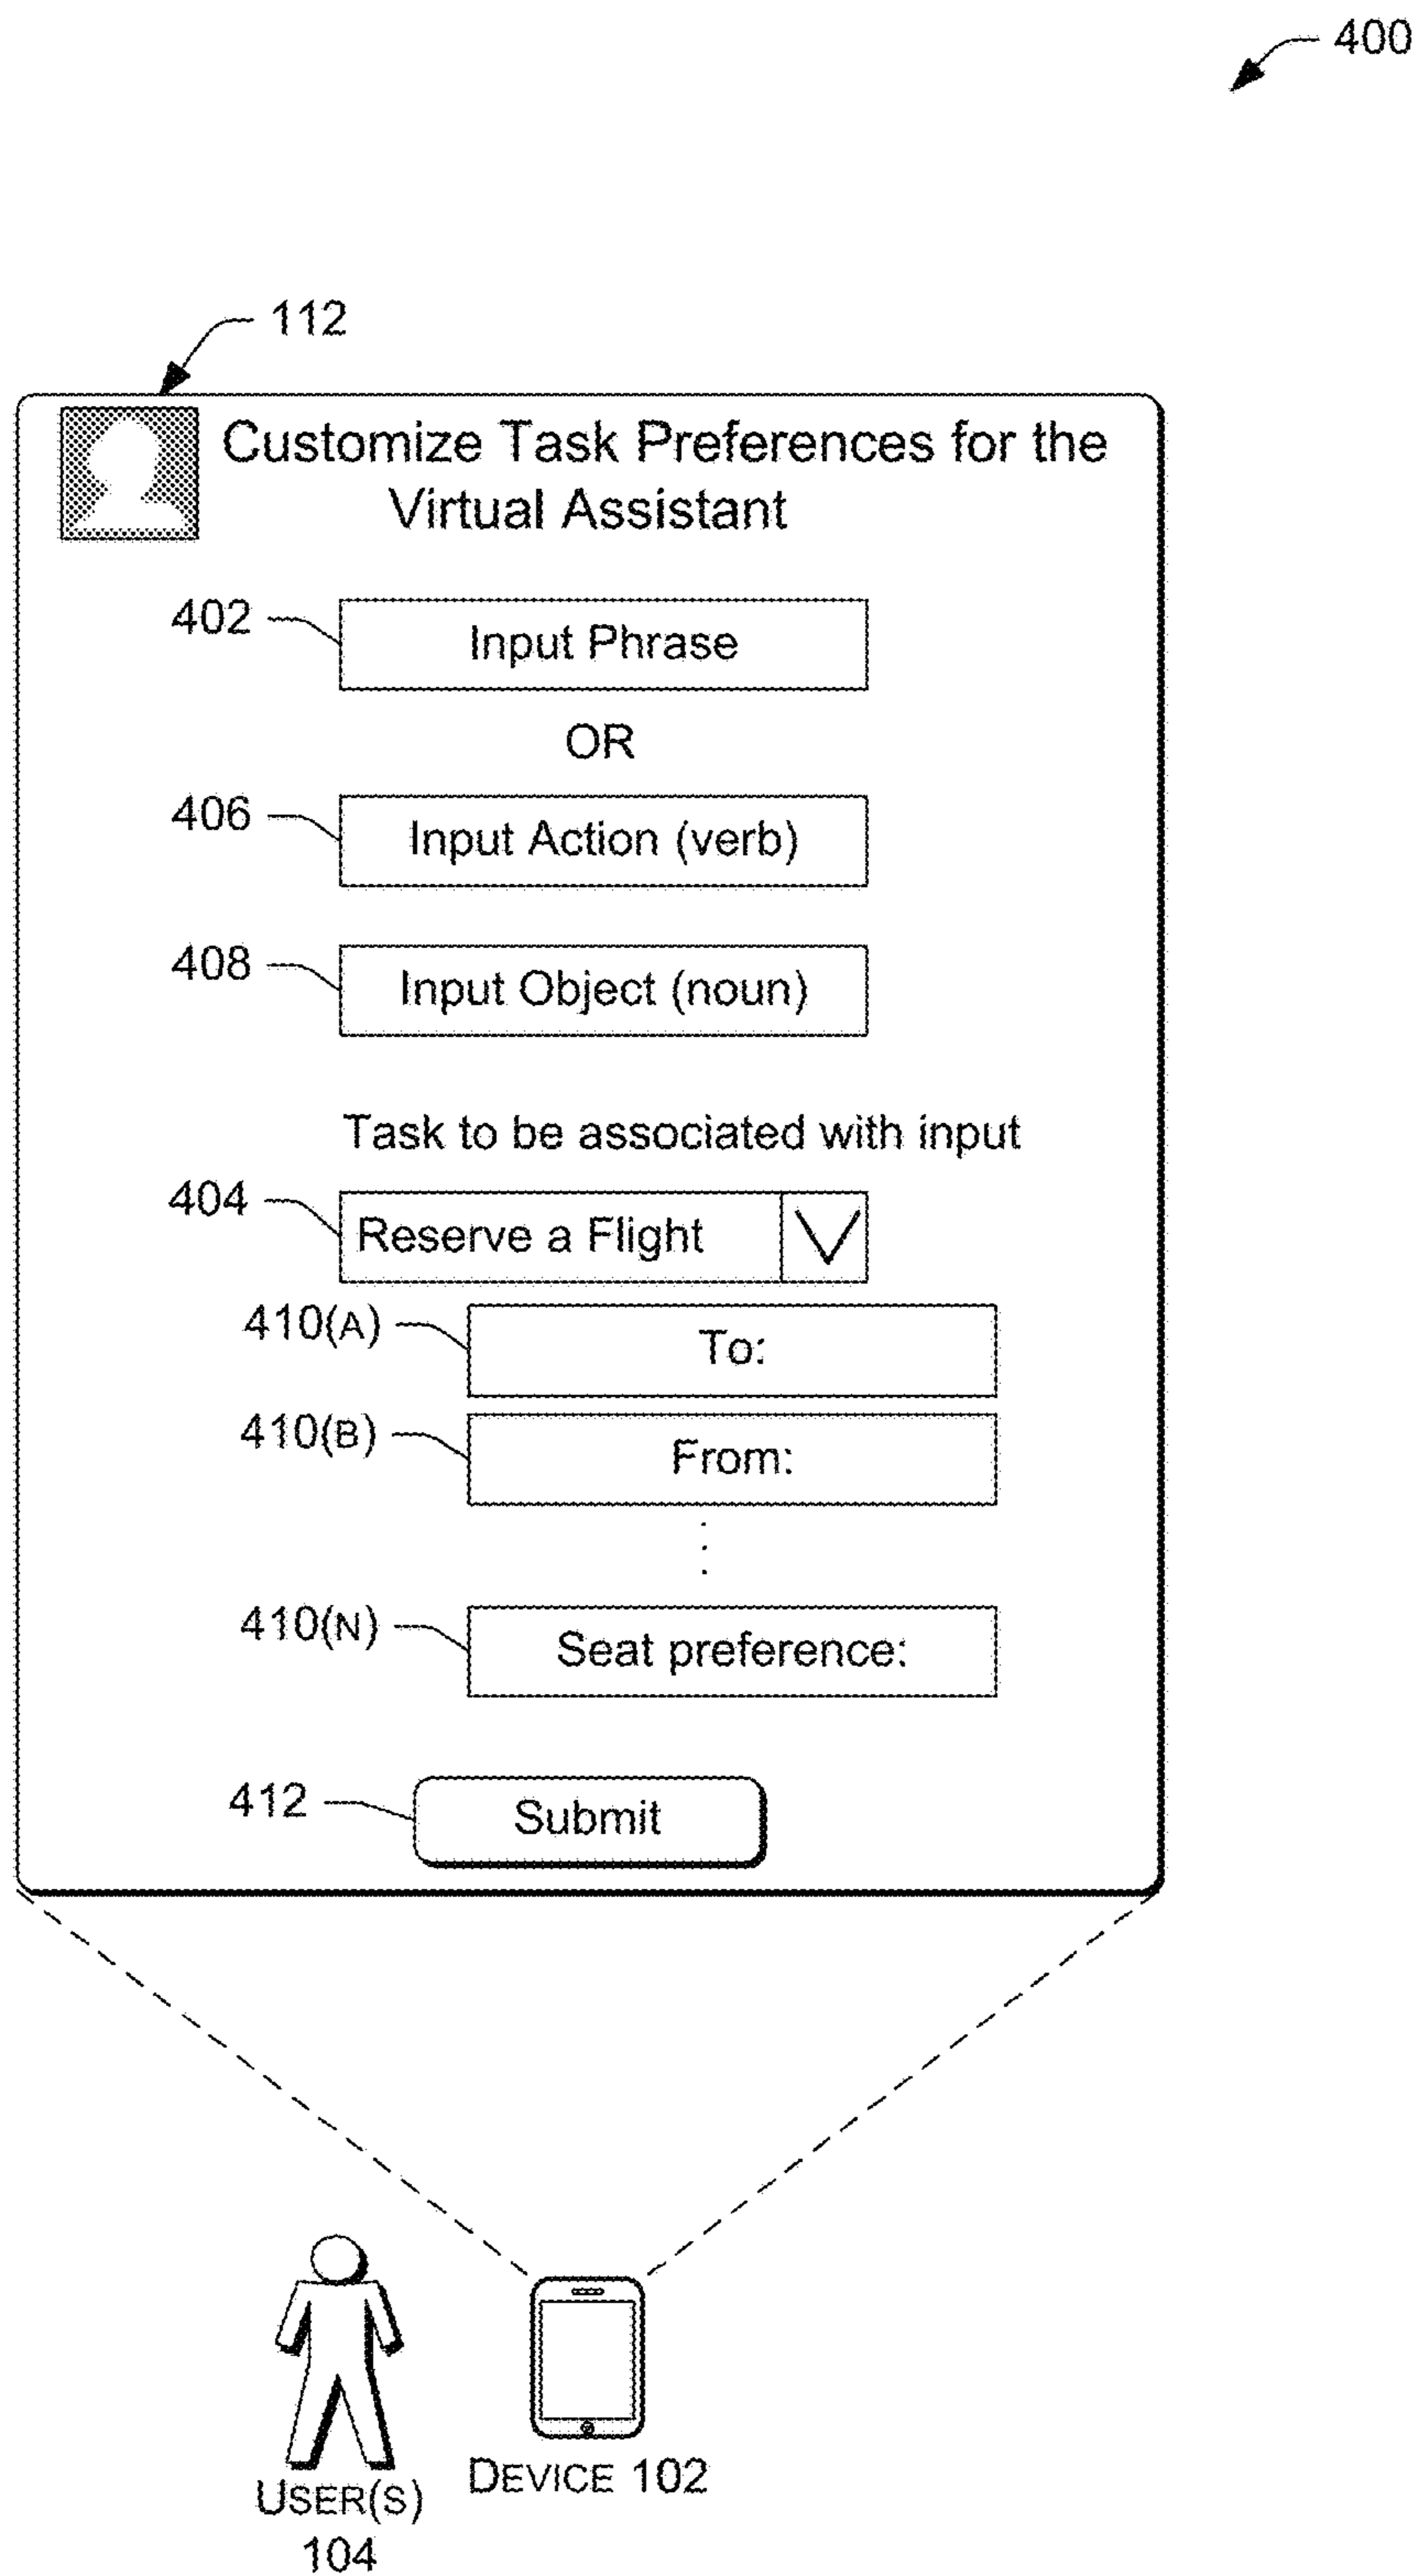 400
112
Customize Task Preferences for the
Virtual Assistant
402
Input Phrase
OR
406
Input Action (verb)
408
Input Object (noun)
Task to be associated with input
404
Reserve a Flight
410(A)
To:
410(B)
From:
410(N)
Seat preference:
412
Submit
USER(S)
104
DEVICE 102